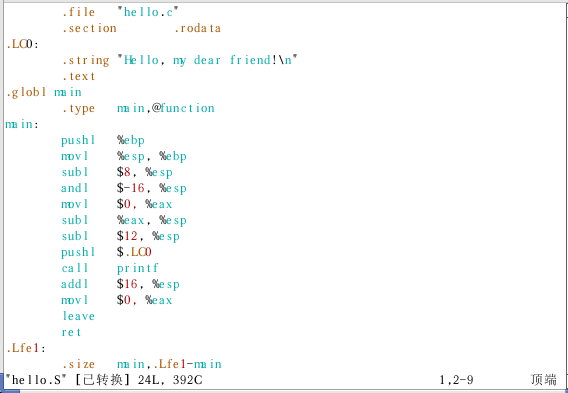 .file "hello.c"
.section .rodata
.LC0:
.string "Hello, my dear friend!\n"
.text
.globl main
.type main,@function
main:
pushl %ebp
movl %esp, %ebp
subl $8, %esp
andl $-16, %esp
movl $0, %eax
subl %eax, %esp
subl $12, %esp
pushl $.LC0
call printf
addl $16, %esp
movl $0, %eax
leave
ret
.Lfe1:
.size main,.Lfe1-main
"hello.S" [已转换] 24L, 392C 1,2-9 顶端